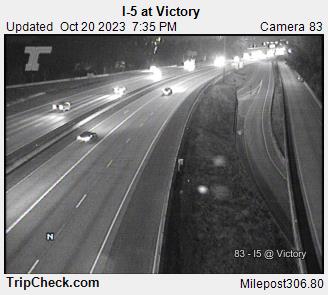 I-5 at Victory
Updated Oct 20 2023 7:35 PM Camera 83
T
N
83 - I5 @ Victory
TripCheck.com Milepost306.80